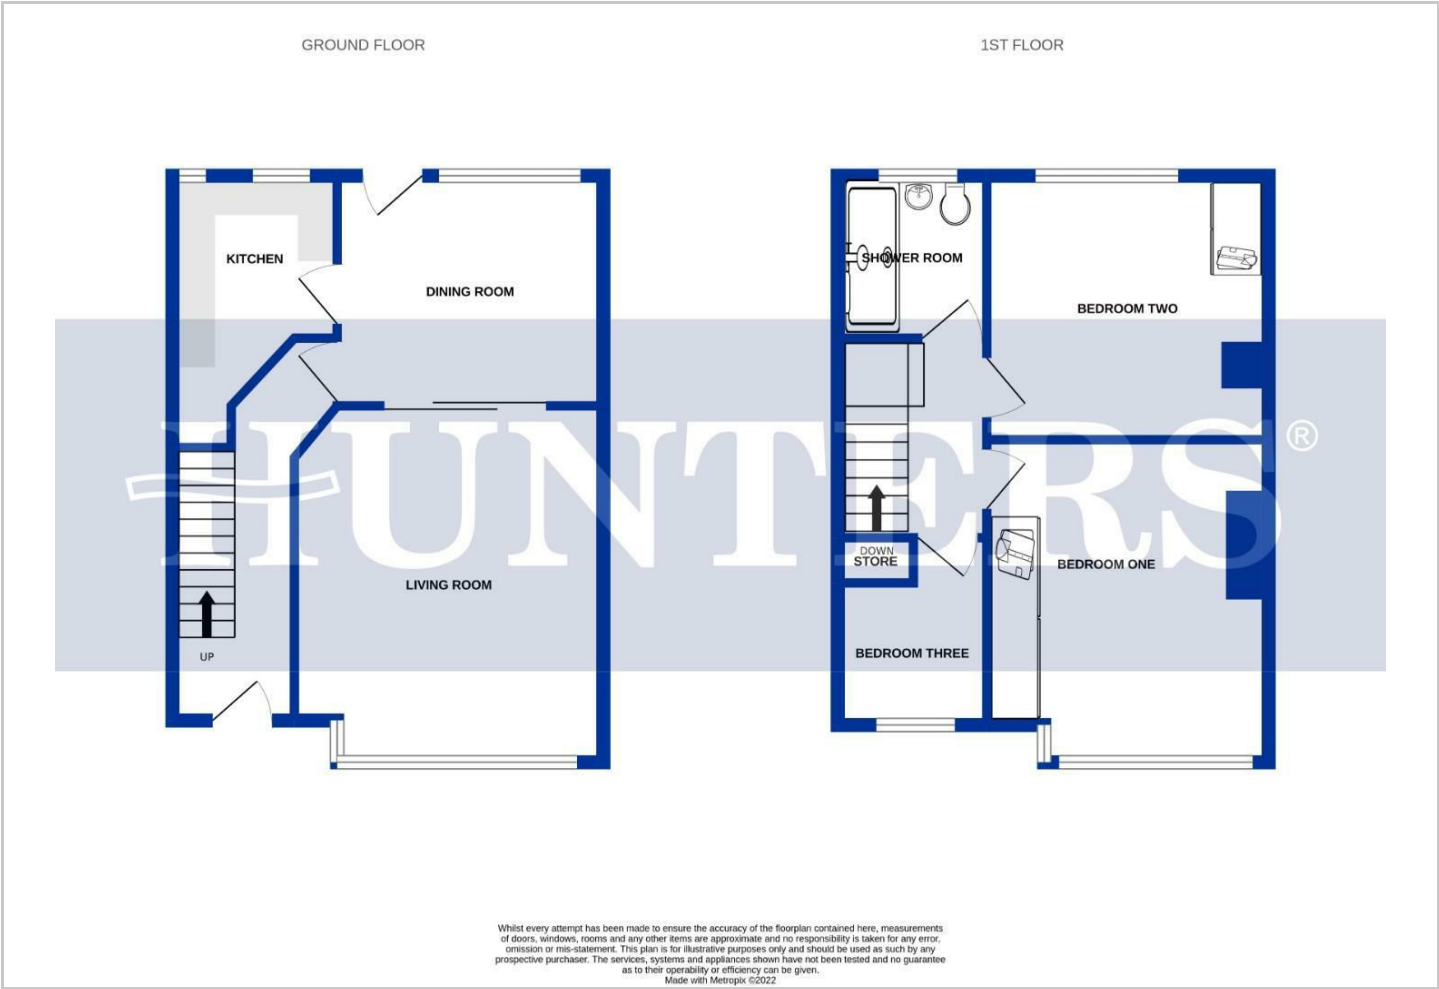 GROUND FLOOR
1ST FLOOR
KITCHEN
DINING ROOM
SHOWER ROOM
BEDROOM TWO
HUNTERS®
DOWN
STORE
BEDROOM ONE
LIVING ROOM
UP
BEDROOM THREE
Whilst every attempt has been made to ensure the accuracy of the floorplan contained here, measurements
of doors, windows, rooms and any other items are approximate and no responsibility is taken for any error,
omission or mis-statement. This plan is for illustrative purposes only and should be used as such by any
prospective purchaser. The services, systems and appliances shown have not been tested and no guarantee
as to their operability or efficiency can be given.
Made with Metropix ©2022